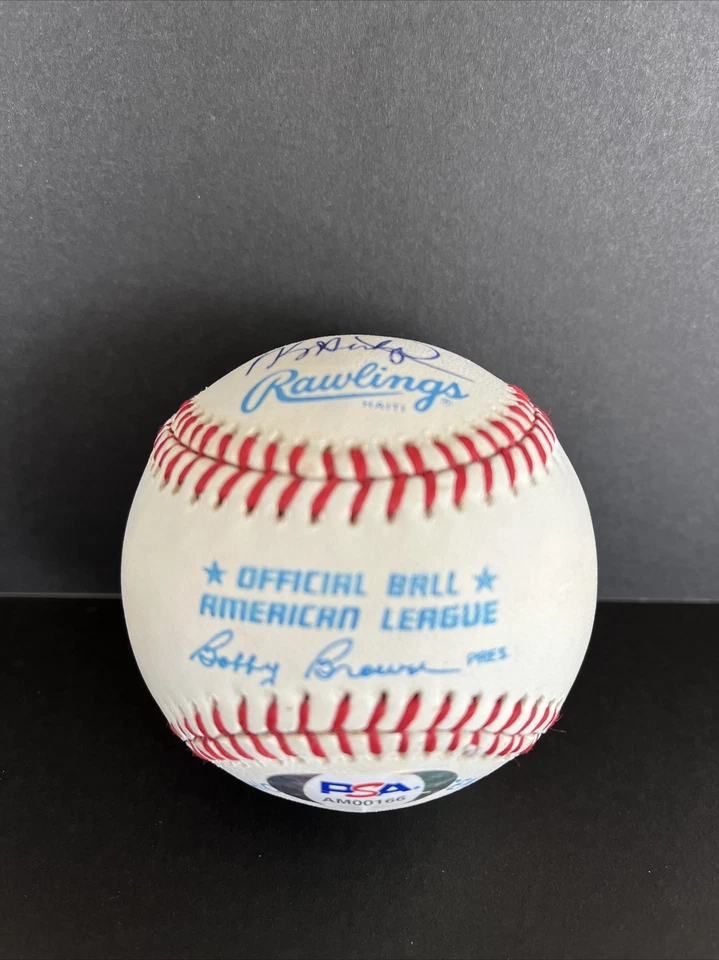 Rawlings®
HAITI
★ OFFICIAL BALL ★
AMERICAN LEAGUE
Bobby Brown PRES.
PSA
AM00166